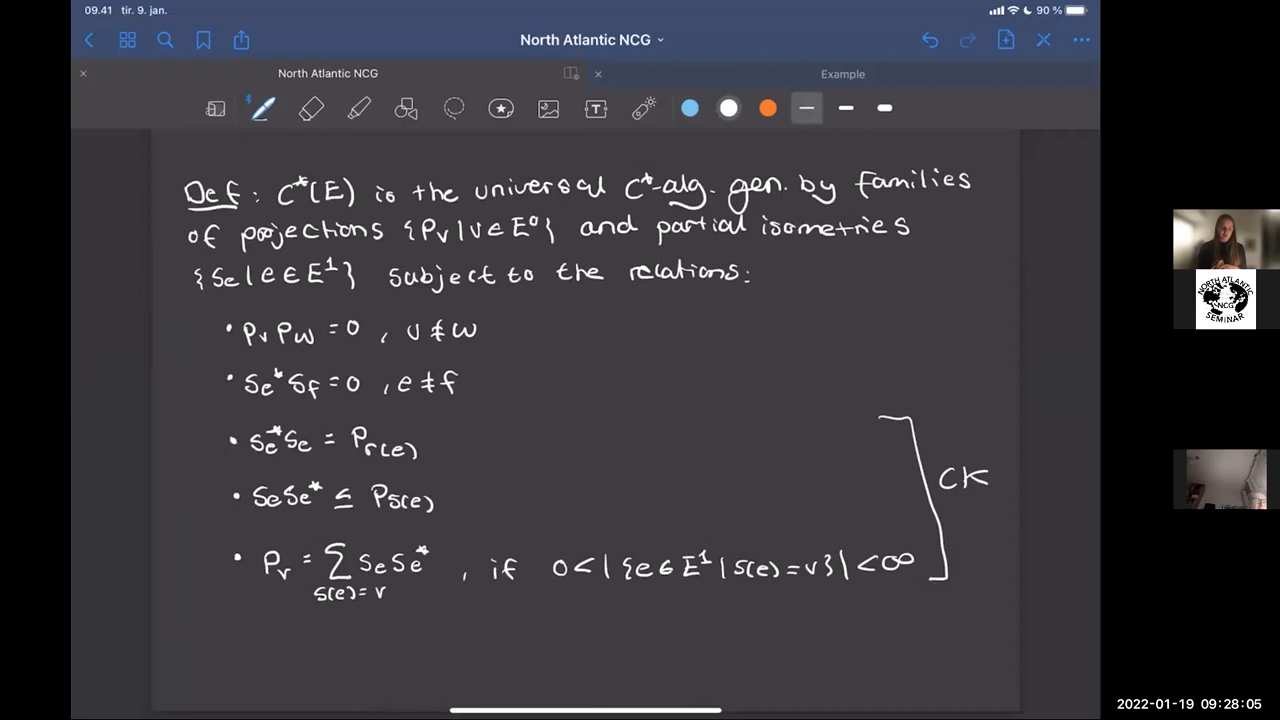 09.41 tir. 9. jan.
90 %
North Atlantic NCG
North Atlantic NCG
Example
Def: C*(E) is the universal C*-alg. gen. by families
of projections {Pv|v∈E⁰} and partial isometries
{Se|e∈E¹} subject to the relations:
• PvPw = 0 , v ≠ w
• Se*Sf = 0 , e ≠ f
• Se*Se = Pr(e)
• SeSe* ≤ Ps(e)
• Pv = ∑ SeSe* , if 0<|{e∈E¹|s(e)=v}|<∞
s(e)=v
CK
NORTH ATLANTIC
NCG
SEMINAR
2022-01-19 09:28:05